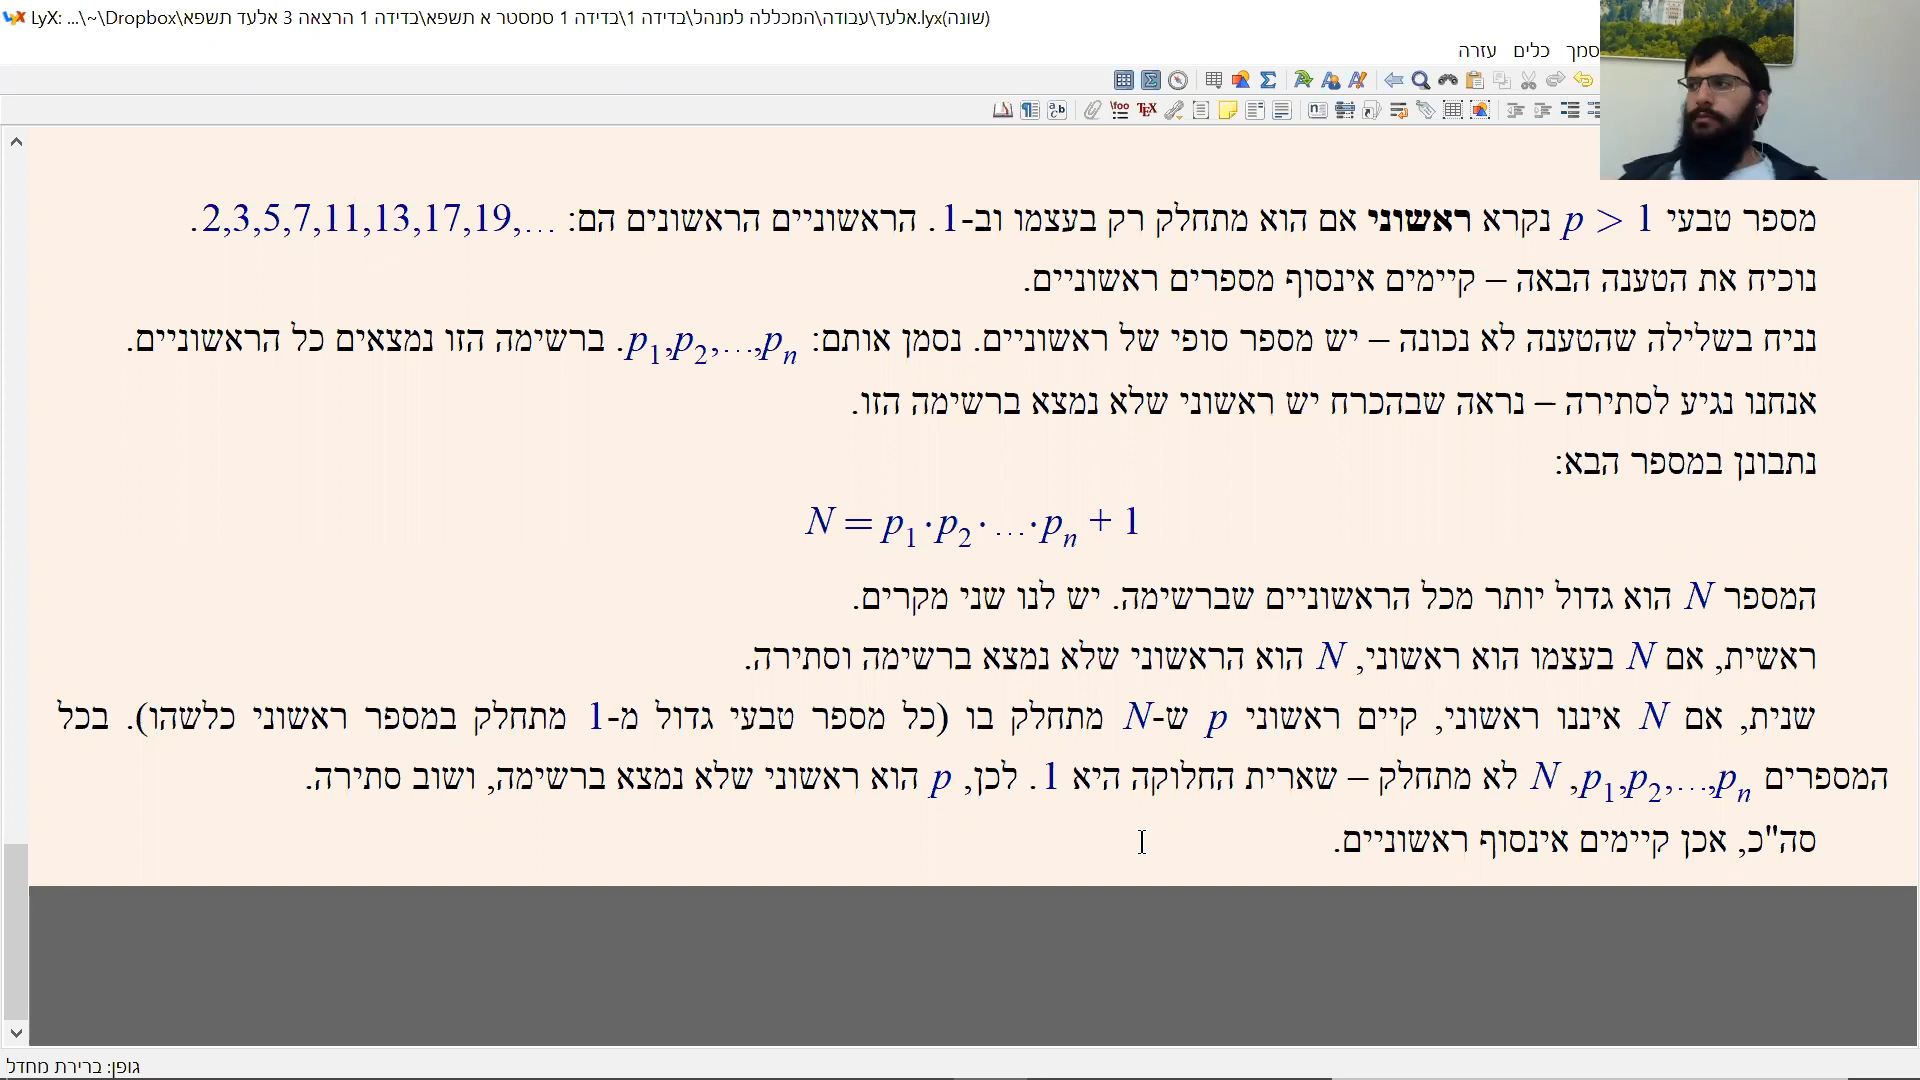 LyX: ...\~\Dropbox\אלעד\עבודה\המכללה למנהל\בדידה 1\בדידה 1 סמסטר א תשפא\בדידה 1 הרצאה 3 אלעד תשפא.lyx(שונה)
סמך כלים עזרה
מספר טבעי p > 1 נקרא ראשוני אם הוא מתחלק רק בעצמו וב-1. הראשוניים הראשונים הם: 2,3,5,7,11,13,17,19,....
נוכיח את הטענה הבאה – קיימים אינסוף מספרים ראשוניים.
נניח בשלילה שהטענה לא נכונה – יש מספר סופי של ראשוניים. נסמן אותם: p₁,p₂,...,pₙ. ברשימה הזו נמצאים כל הראשוניים.
אנחנו נגיע לסתירה – נראה שבהכרח יש ראשוני שלא נמצא ברשימה הזו.
נתבונן במספר הבא:
N = p₁·p₂·...·pₙ + 1
המספר N הוא גדול יותר מכל הראשוניים שברשימה. יש לנו שני מקרים.
ראשית, אם N בעצמו הוא ראשוני, N הוא הראשוני שלא נמצא ברשימה וסתירה.
שנית, אם N איננו ראשוני, קיים ראשוני p ש-N מתחלק בו (כל מספר טבעי גדול מ-1 מתחלק במספר ראשוני כלשהו). בכל
המספרים p₁,p₂,...,pₙ, N לא מתחלק – שארית החלוקה היא 1. לכן, p הוא ראשוני שלא נמצא ברשימה, ושוב סתירה.
סה"כ, אכן קיימים אינסוף ראשוניים.
גופן: ברירת מחדל